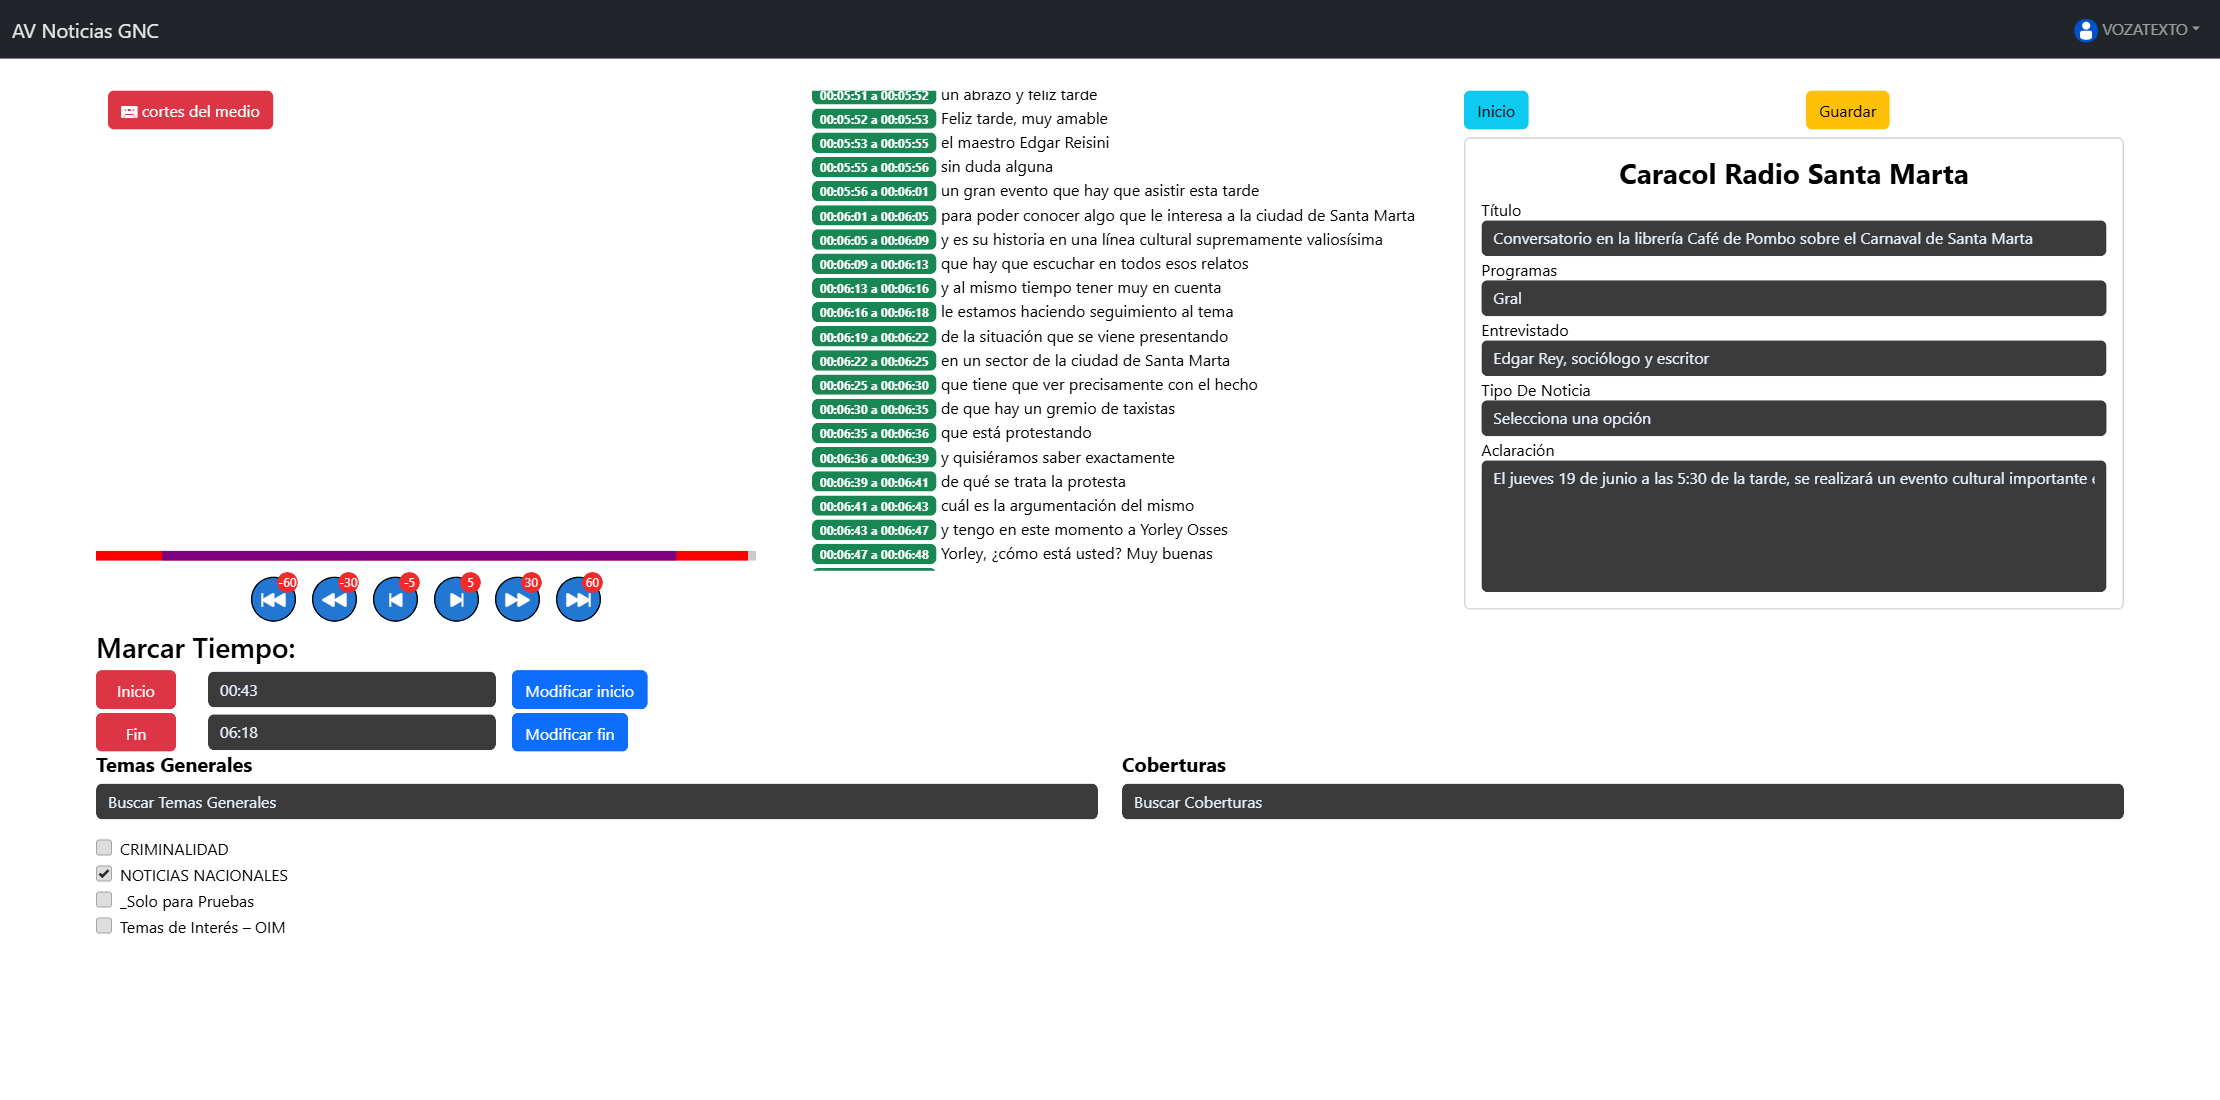 AV Noticias GNC
VOZATEXTO
cortes del medio
-60
-30
-5
5
30
60
Marcar Tiempo:
Inicio
00:43
Modificar inicio
Fin
06:18
Modificar fin
00:05:51 a 00:05:52 un abrazo y feliz tarde
00:05:52 a 00:05:53 Feliz tarde, muy amable
00:05:53 a 00:05:55 el maestro Edgar Reisini
00:05:55 a 00:05:56 sin duda alguna
00:05:56 a 00:06:01 un gran evento que hay que asistir esta tarde
00:06:01 a 00:06:05 para poder conocer algo que le interesa a la ciudad de Santa Marta
00:06:05 a 00:06:09 y es su historia en una línea cultural supremamente valiosísima
00:06:09 a 00:06:13 que hay que escuchar en todos esos relatos
00:06:13 a 00:06:16 y al mismo tiempo tener muy en cuenta
00:06:16 a 00:06:18 le estamos haciendo seguimiento al tema
00:06:19 a 00:06:22 de la situación que se viene presentando
00:06:22 a 00:06:25 en un sector de la ciudad de Santa Marta
00:06:25 a 00:06:30 que tiene que ver precisamente con el hecho
00:06:30 a 00:06:35 de que hay un gremio de taxistas
00:06:35 a 00:06:36 que está protestando
00:06:36 a 00:06:39 y quisiéramos saber exactamente
00:06:39 a 00:06:41 de qué se trata la protesta
00:06:41 a 00:06:43 cuál es la argumentación del mismo
00:06:43 a 00:06:47 y tengo en este momento a Yorley Osses
00:06:47 a 00:06:48 Yorley, ¿cómo está usted? Muy buenas
Inicio
Guardar
Caracol Radio Santa Marta
Título
Conversatorio en la librería Café de Pombo sobre el Carnaval de Santa Marta
Programas
Gral
Entrevistado
Edgar Rey, sociólogo y escritor
Tipo De Noticia
Selecciona una opción
Aclaración
El jueves 19 de junio a las 5:30 de la tarde, se realizará un evento cultural importante
Temas Generales
Buscar Temas Generales
CRIMINALIDAD
NOTICIAS NACIONALES
_Solo para Pruebas
Temas de Interés – OIM
Coberturas
Buscar Coberturas